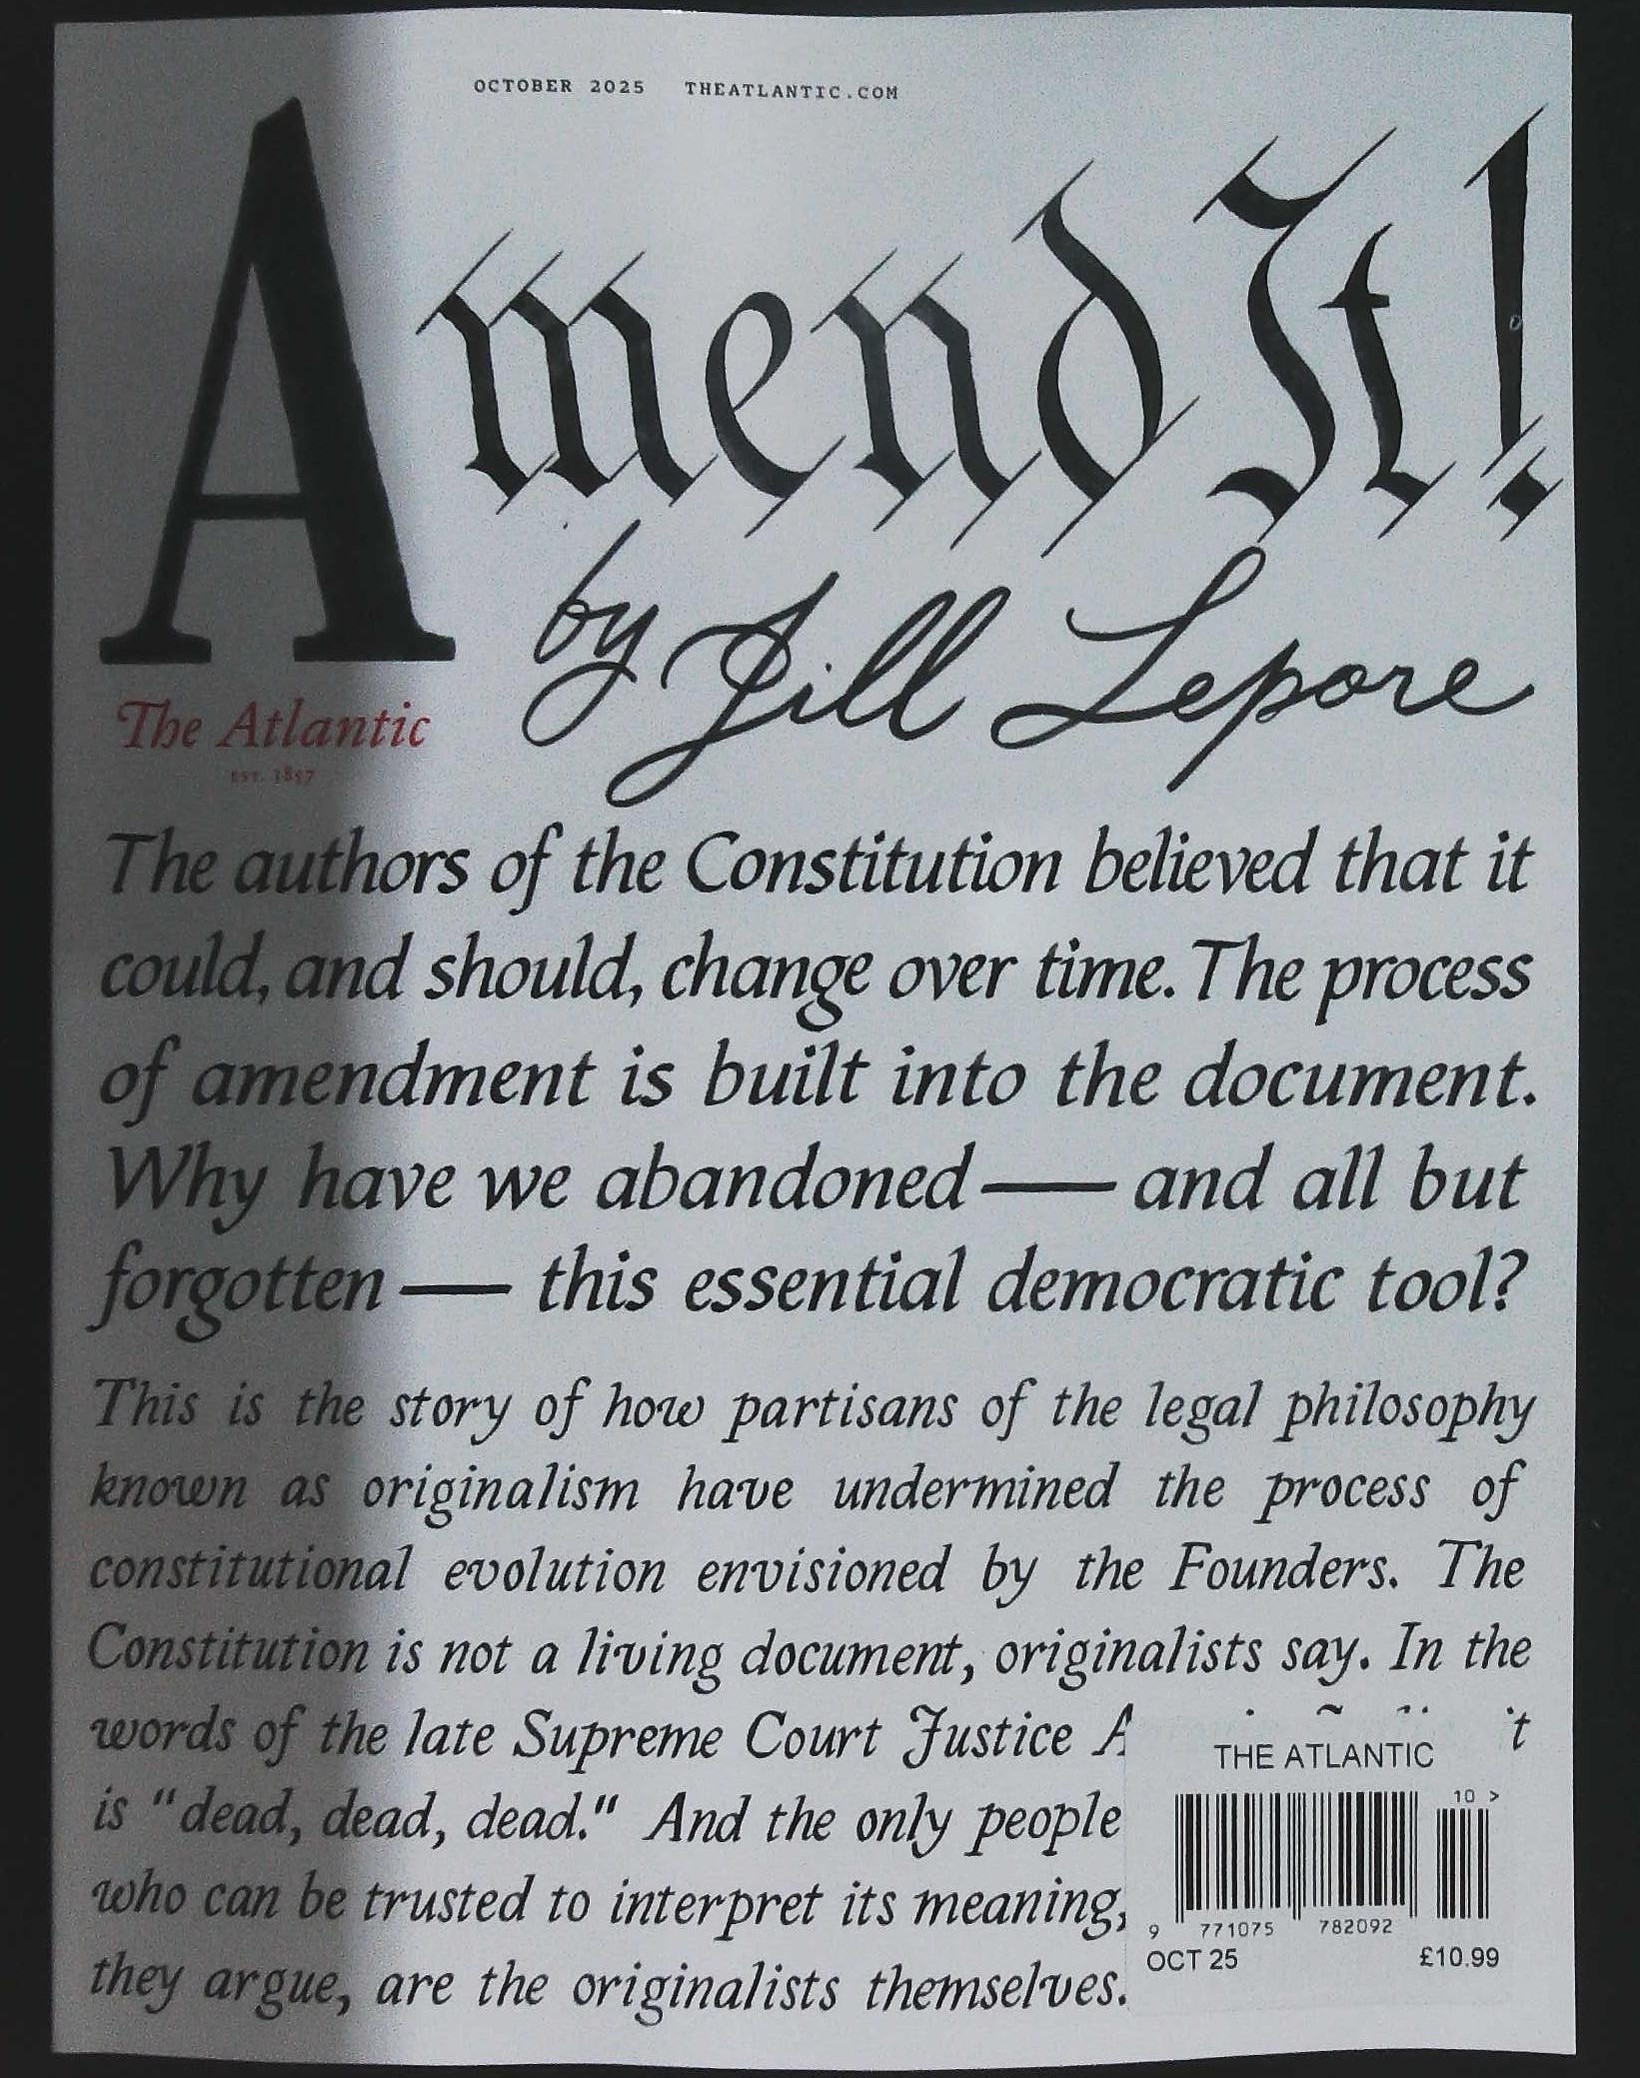 OCTOBER 2025 THEATLANTIC.COM
Amend It!
by Jill Lepore
The Atlantic
EST. 1857
The authors of the Constitution believed that it
could, and should, change over time. The process
of amendment is built into the document.
Why have we abandoned — and all but
forgotten — this essential democratic tool?
This is the story of how partisans of the legal philosophy
known as originalism have undermined the process of
constitutional evolution envisioned by the Founders. The
Constitution is not a living document, originalists say. In the
words of the late Supreme Court Justice
is "dead, dead, dead." And the only people
who can be trusted to interpret its meaning,
they argue, are the originalists themselves.
THE ATLANTIC
10 >
9 771075 782092
OCT 25 £10.99